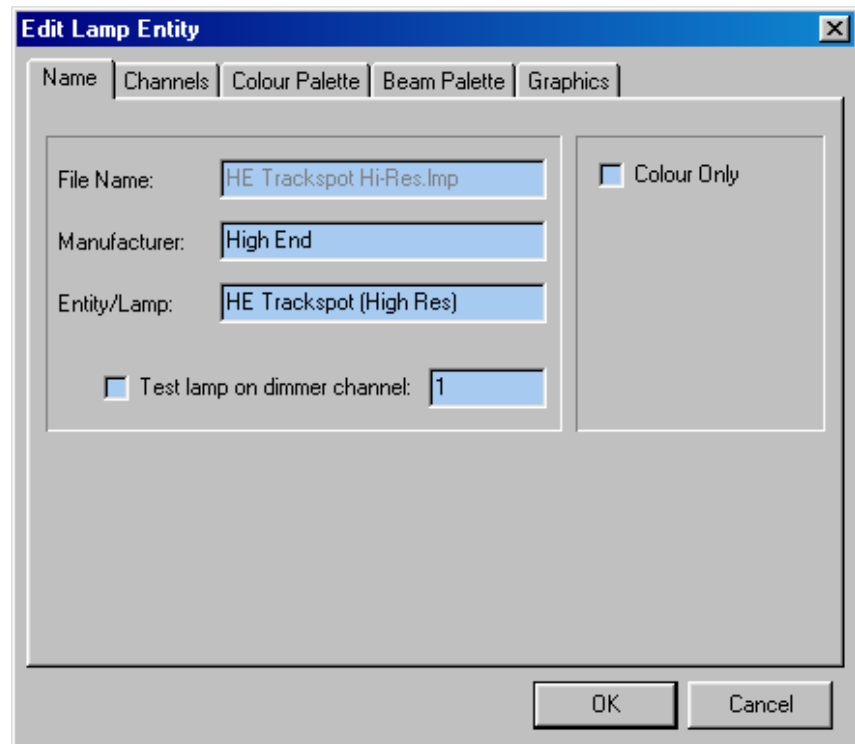 Edit Lamp Entity
Name Channels Colour Palette Beam Palette Graphics
File Name: HE Trackspot Hi-Res.lmp
Colour Only
Manufacturer: High End
Entity/Lamp: HE Trackspot (High Res)
Test lamp on dimmer channel: 1
OK Cancel